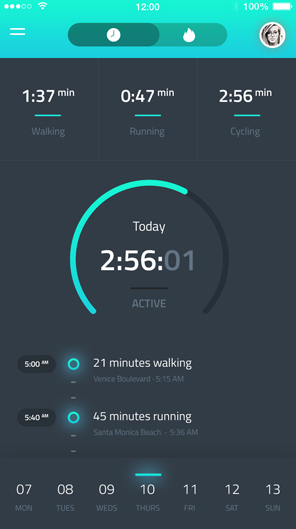 12:00 100%
1:37 min 0:47 min 2:56 min
Walking Running Cycling
Today
2:56:01
ACTIVE
5:00 AM 21 minutes walking
Venice Boulevard · 5:15 AM
5:40 AM 45 minutes running
Santa Monica Beach · 5:36 AM
07 08 09 10 11 12 13
MON TUES WEDS THURS FRI SAT SUN